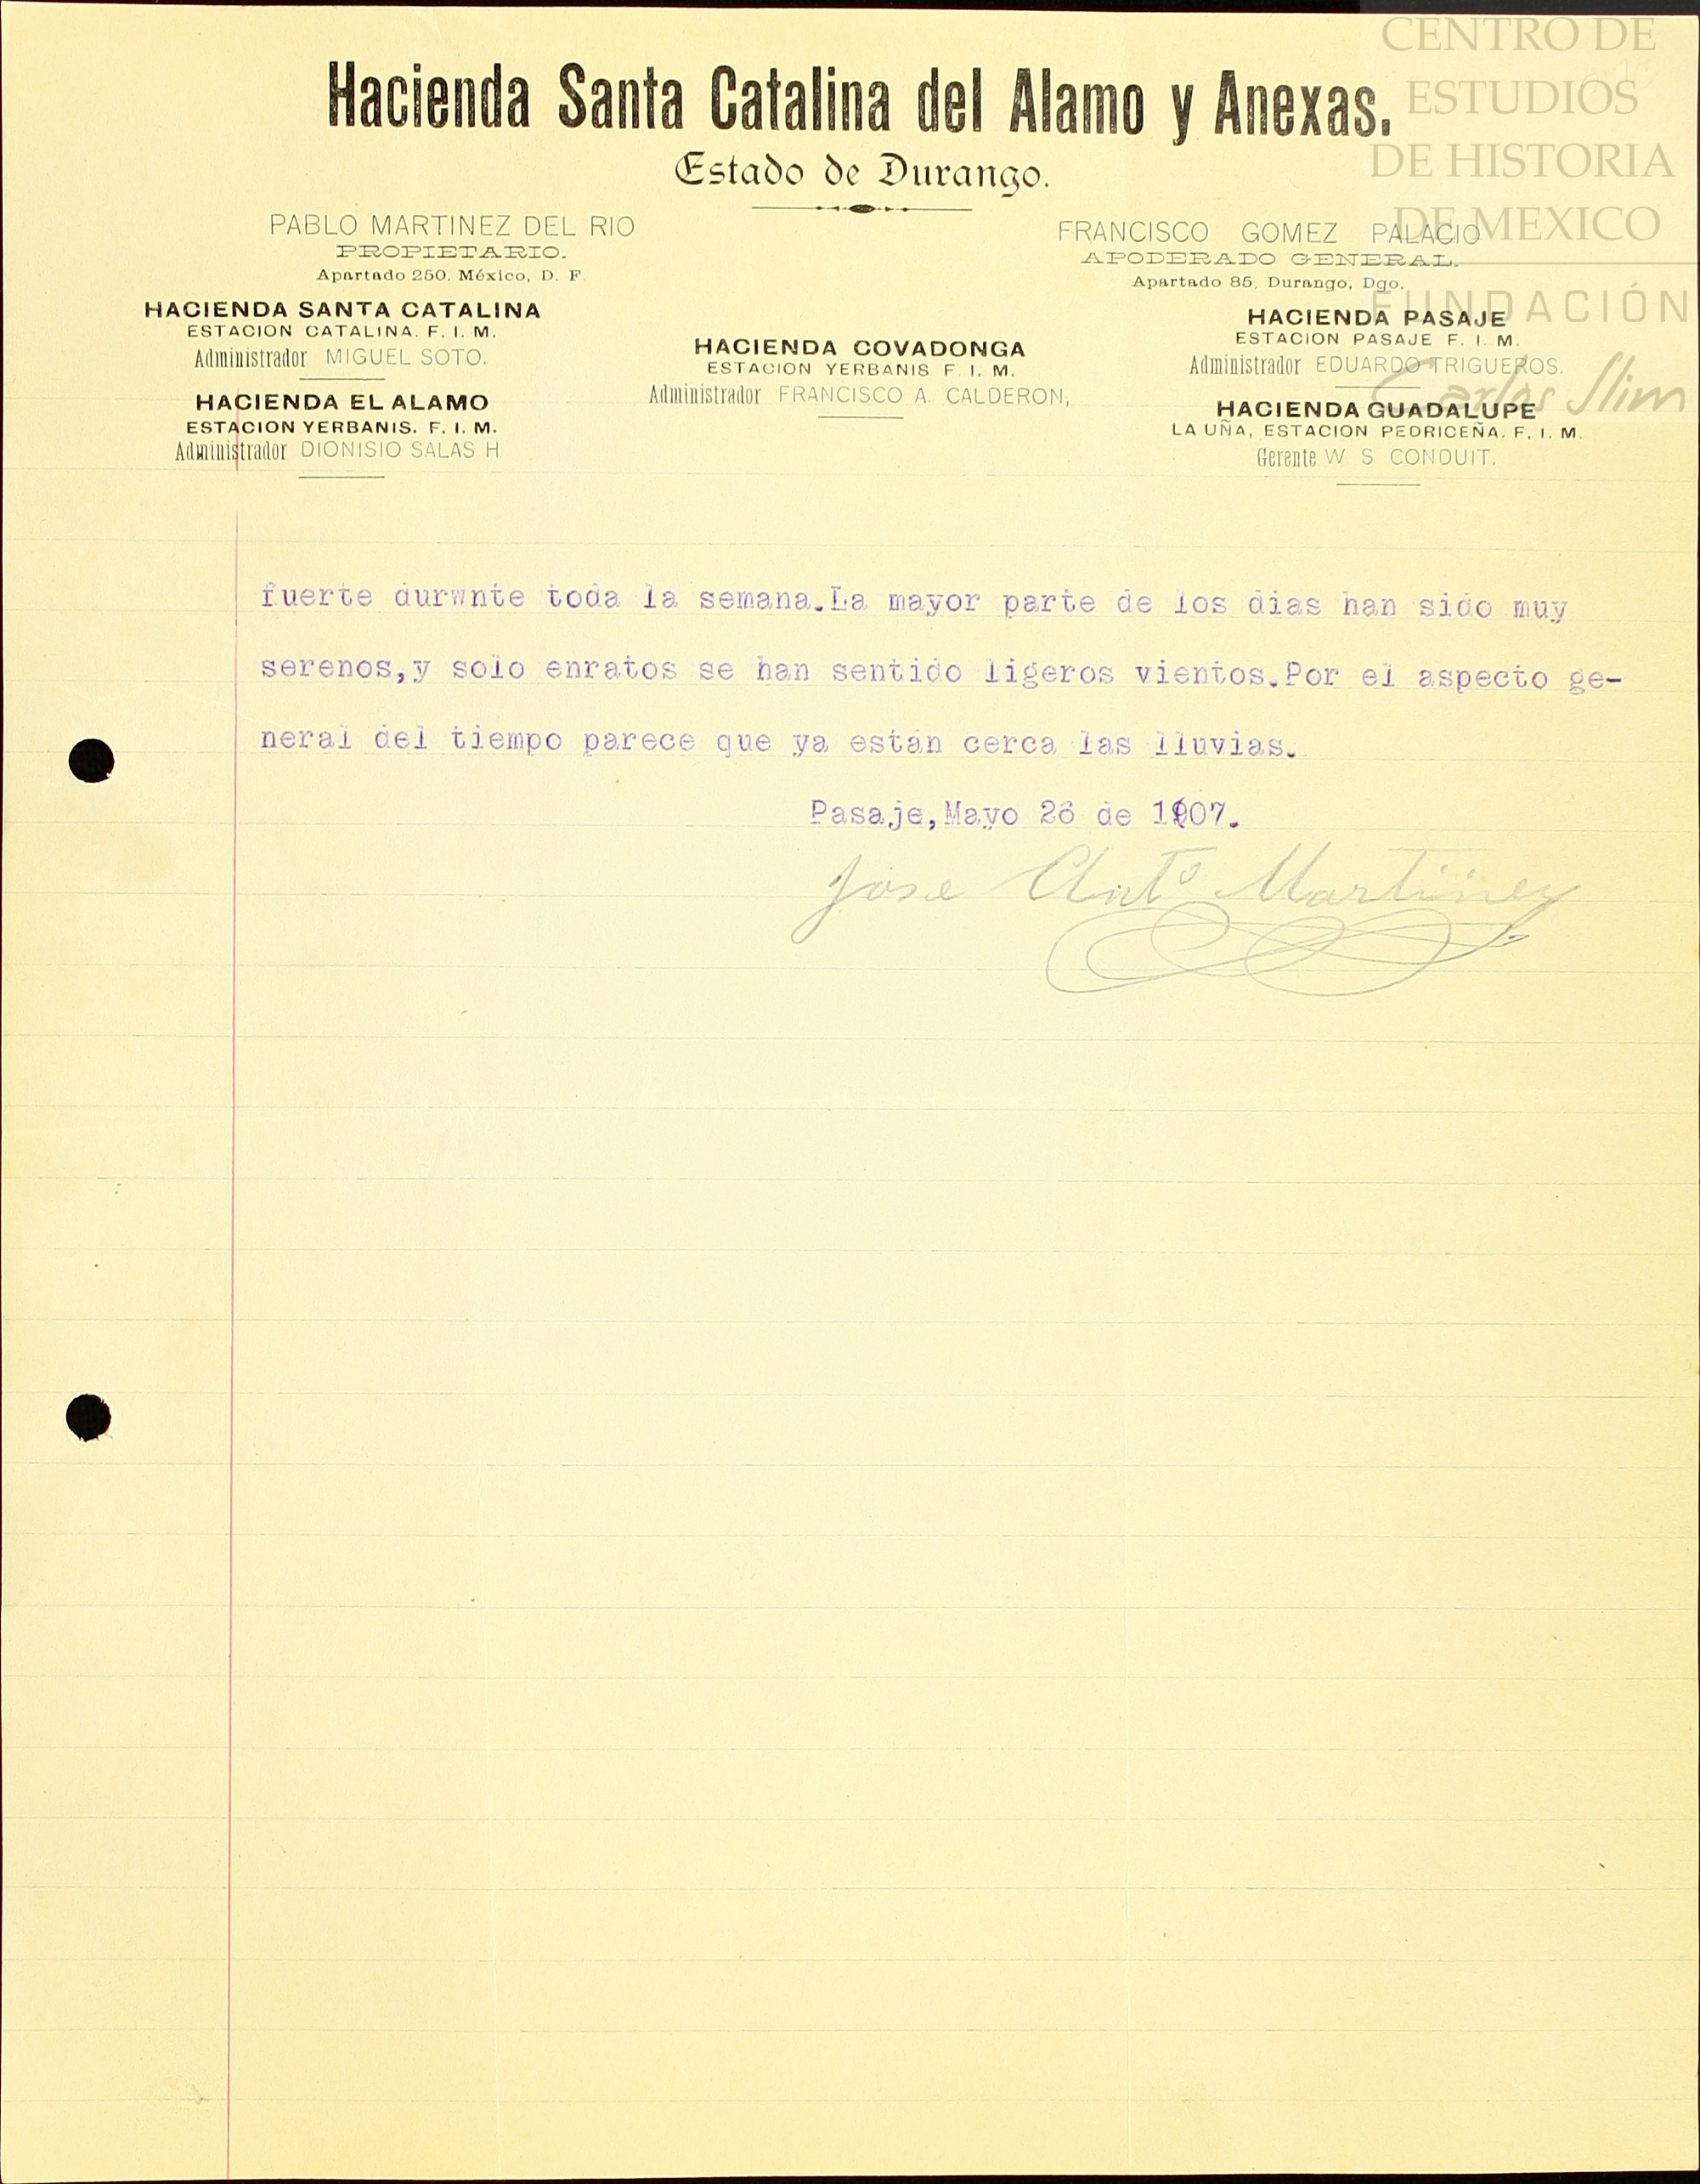 CENTRO DE
ESTUDIOS
DE HISTORIA
DE MEXICO
FUNDACIÓN
Carlos Slim
Hacienda Santa Catalina del Alamo y Anexas.
Estado de Durango.
PABLO MARTINEZ DEL RIO
PROPIETARIO.
Apartado 250. México, D. F.
HACIENDA SANTA CATALINA
ESTACION CATALINA. F. I. M.
Administrador MIGUEL SOTO.
HACIENDA EL ALAMO
ESTACION YERBANIS. F. I. M.
Administrador DIONISIO SALAS H
HACIENDA COVADONGA
ESTACION YERBANIS F. I. M.
Administrador FRANCISCO A. CALDERON,
FRANCISCO GOMEZ PALACIO
APODERADO GENERAL.
Apartado 85, Durango, Dgo.
HACIENDA PASAJE
ESTACION PASAJE F. I. M.
Administrador EDUARDO TRIGUEROS.
HACIENDA GUADALUPE
LA UÑA, ESTACION PEDRICEÑA. F. I. M.
Gerente W S CONDUIT.
fuerte durwnte toda la semana.La mayor parte de los dias han sido muy
serenos,y solo enratos se han sentido ligeros vientos.Por el aspecto ge-
neral del tiempo parece que ya están cerca las lluvias.
Pasaje,Mayo 26 de 1907.
Jose Anto Martinez